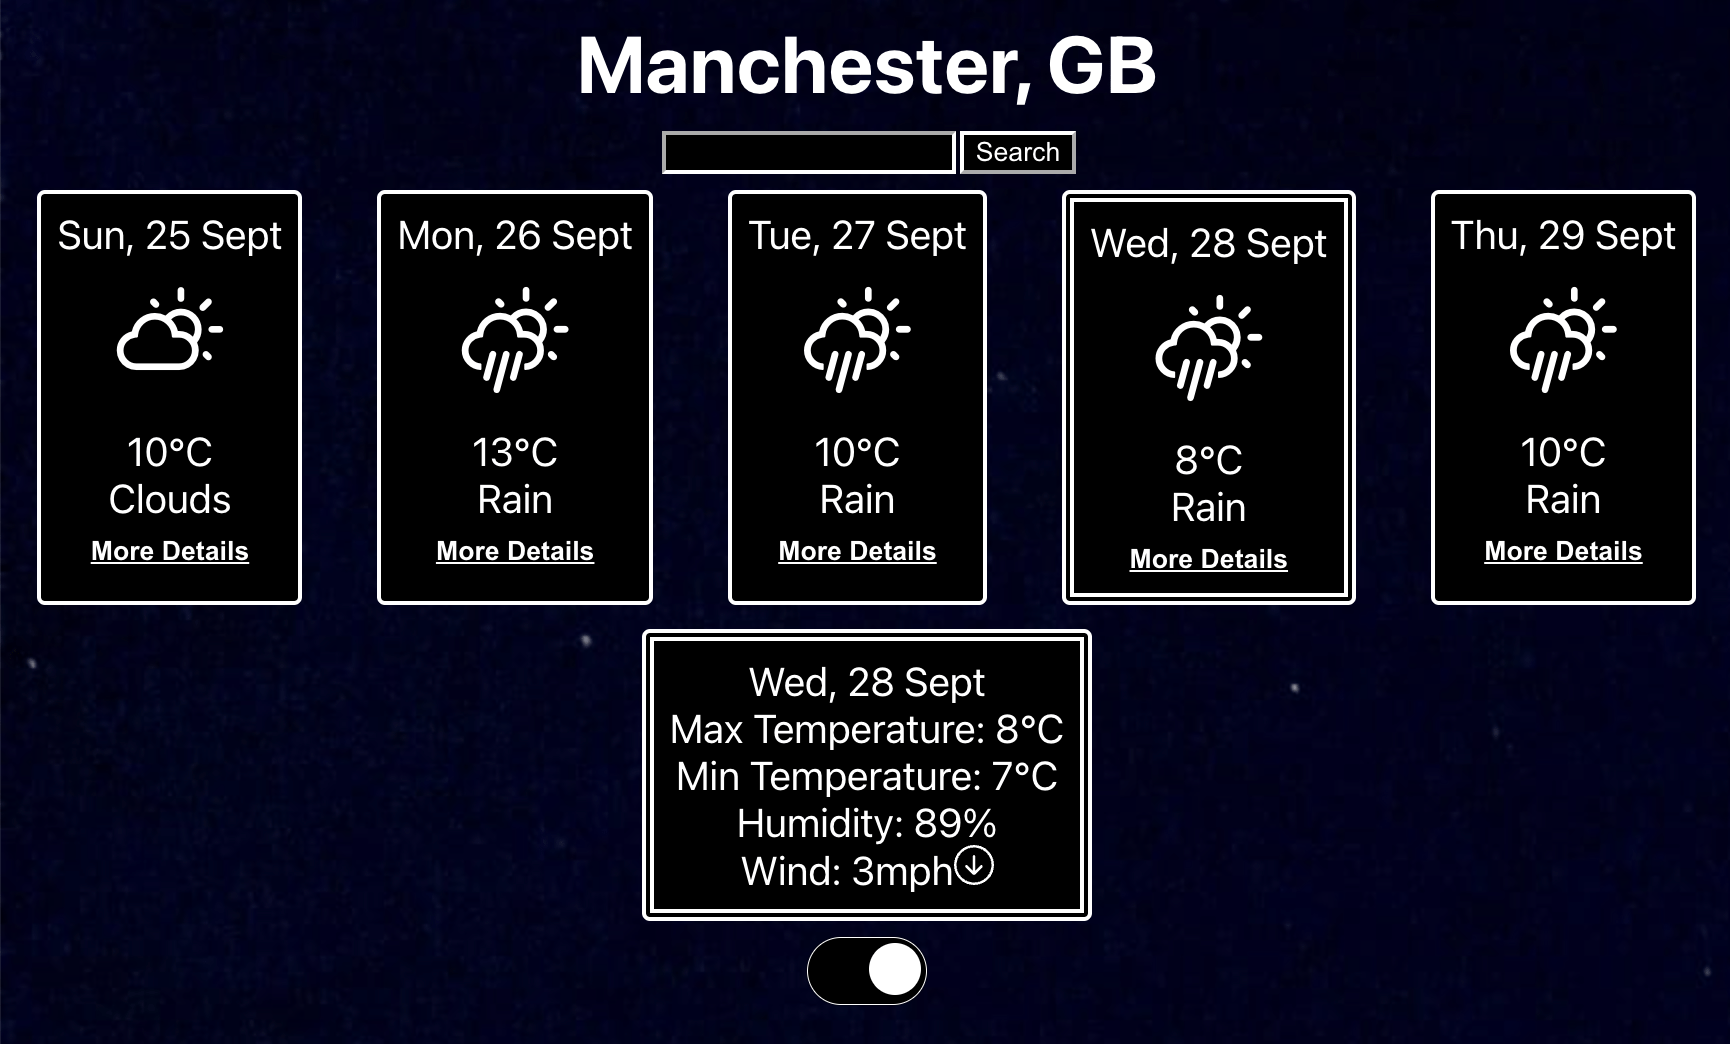 Manchester, GB
Search
Sun, 25 Sept
10°C
Clouds
More Details
Mon, 26 Sept
13°C
Rain
More Details
Tue, 27 Sept
10°C
Rain
More Details
Wed, 28 Sept
8°C
Rain
More Details
Thu, 29 Sept
10°C
Rain
More Details
Wed, 28 Sept
Max Temperature: 8°C
Min Temperature: 7°C
Humidity: 89%
Wind: 3mph